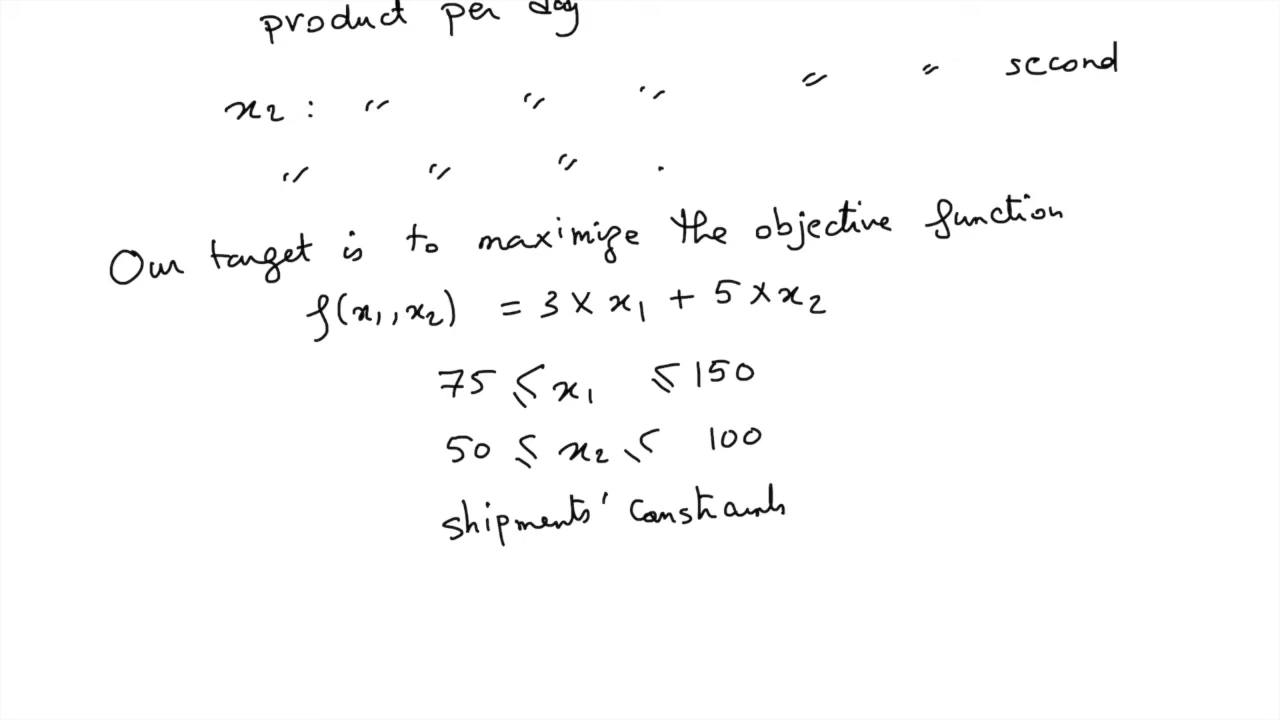 product per day
x2 : " " " " " second
" " " .
Our target is to maximize the objective function
f(x1,x2) = 3 × x1 + 5 × x2
75 ⩽ x1 ⩽ 150
50 ⩽ x2 ⩽ 100
shipments' constraints